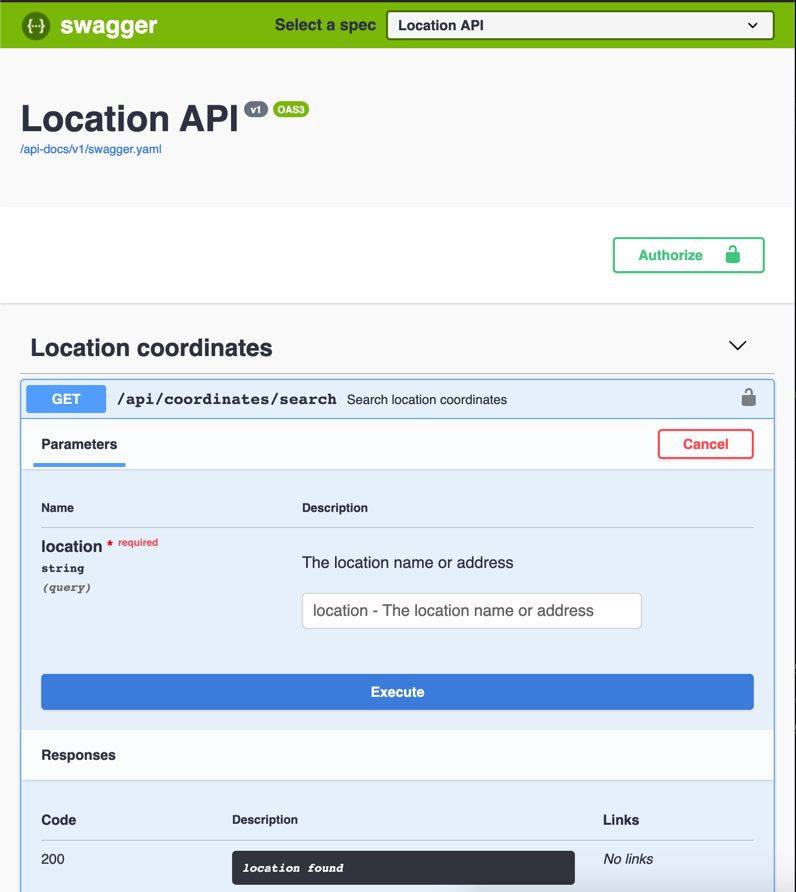 {···} swagger Select a spec Location API
Location API v1 OAS3
/api-docs/v1/swagger.yaml
Authorize
Location coordinates
GET /api/coordinates/search Search location coordinates
Parameters Cancel
Name Description
location * required
string
(query)
The location name or address
location - The location name or address
Execute
Responses
Code Description Links
200 location found No links